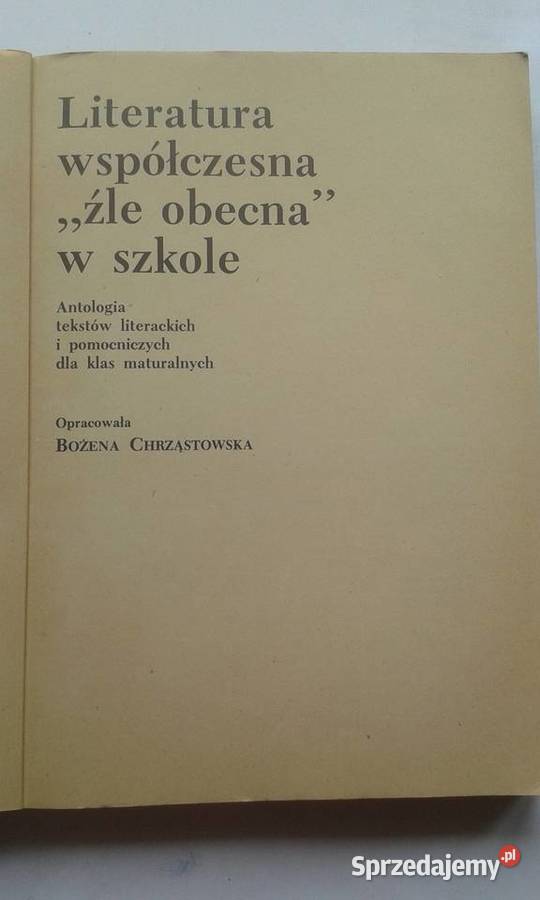 Literatura
współczesna
„źle obecna”
w szkole
Antologia
tekstów literackich
i pomocniczych
dla klas maturalnych
Opracowała
BOŻENA CHRZĄSTOWSKA
Sprzedajemy.pl